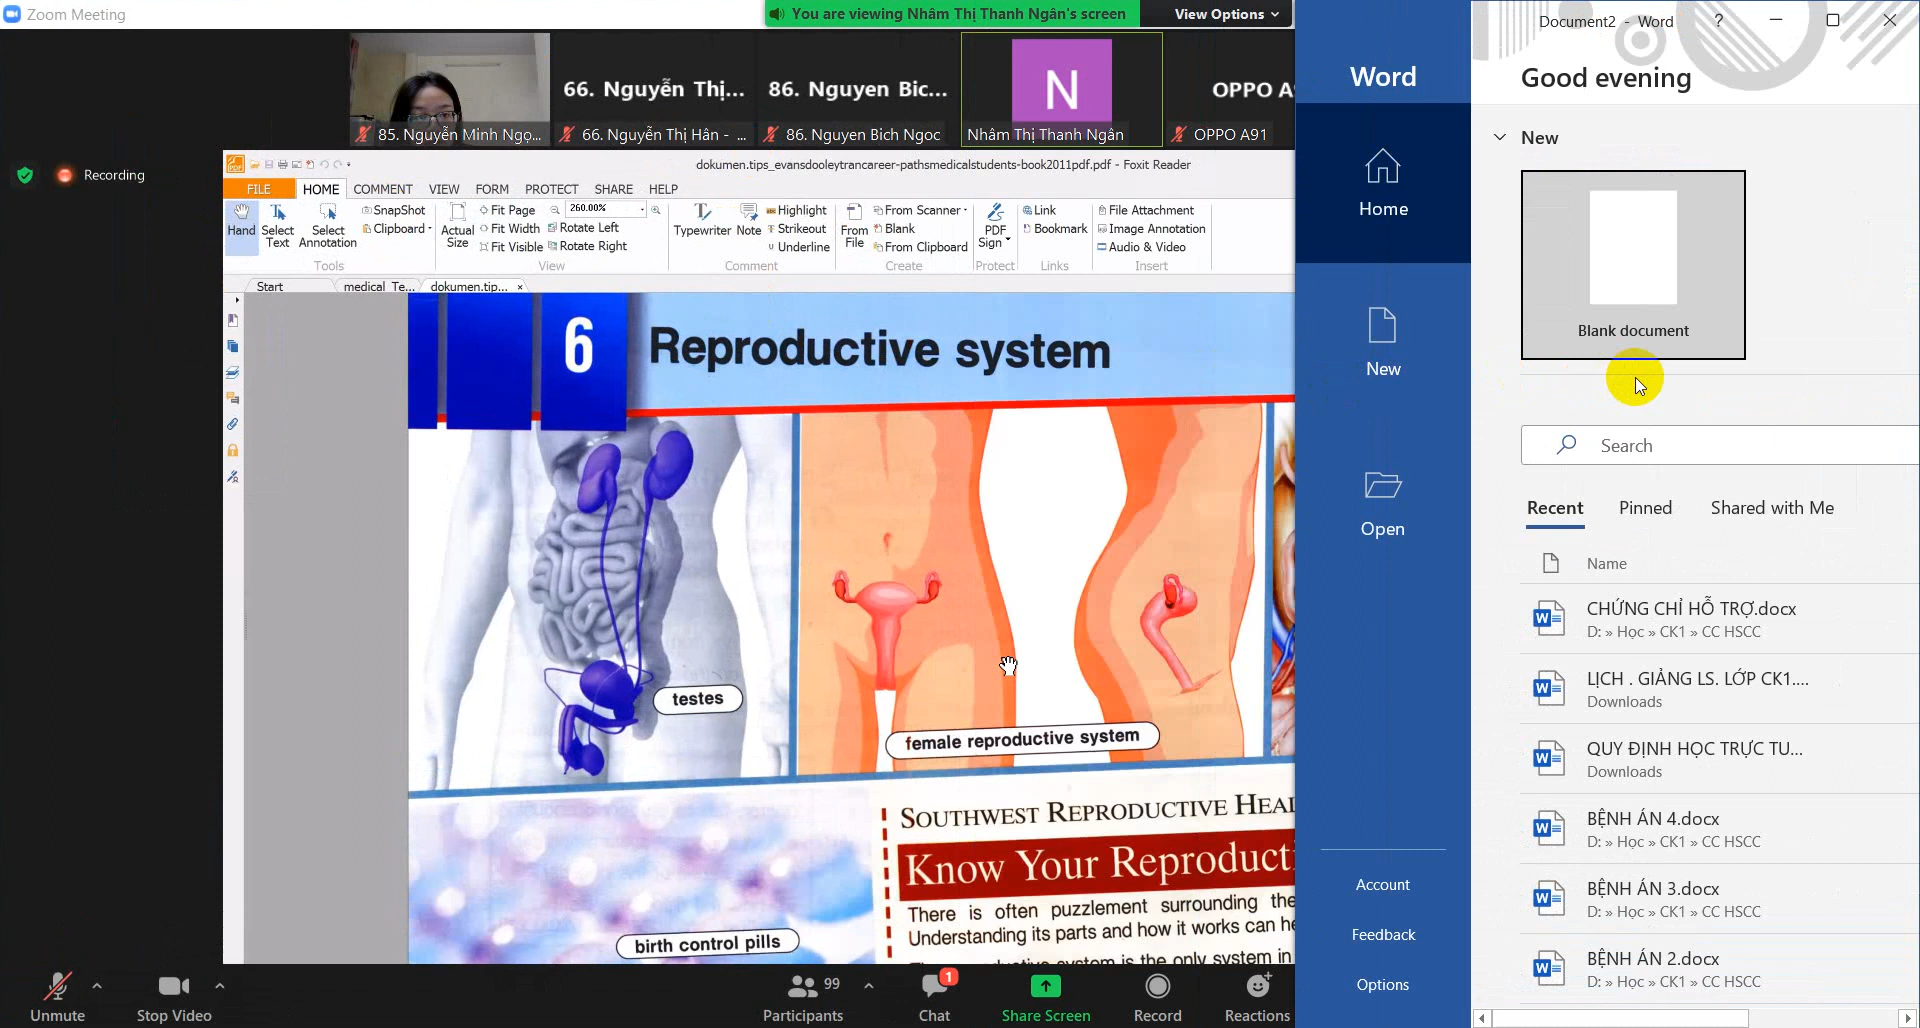 Zoom Meeting
You are viewing Nhâm Thị Thanh Ngân's screen
View Options
66. Nguyễn Thị...
86. Nguyen Bic...
N
OPPO A
85. Nguyễn Minh Ngọ...
66. Nguyễn Thị Hân - ...
86. Nguyen Bich Ngoc
Nhâm Thị Thanh Ngân
OPPO A91
Recording
dokumen.tips_evansdooleytrancareer-pathsmedicalstudents-book2011pdf.pdf - Foxit Reader
FILE HOME COMMENT VIEW FORM PROTECT SHARE HELP
Hand
Select
Text
Select
Annotation
SnapShot
Clipboard
Tools
Actual
Size
Fit Page
Fit Width
Fit Visible
260.00%
Rotate Left
Rotate Right
View
Typewriter
Note
Highlight
Strikeout
Underline
Comment
From
File
From Scanner
Blank
From Clipboard
Create
PDF
Sign
Protect
Link
Bookmark
Links
File Attachment
Image Annotation
Audio & Video
Insert
Start
medical_Te...
dokumen.tip...
6 Reproductive system
testes
female reproductive system
birth control pills
SOUTHWEST REPRODUCTIVE HEAL
Know Your Reproducti
There is often puzzlement surrounding the
Understanding its parts and how it works can he
system is the only system in
Unmute
Stop Video
99
Participants
1
Chat
Share Screen
Record
Reactions
Word
Home
New
Open
Account
Feedback
Options
Document2 - Word
?
Good evening
New
Blank document
Search
Recent
Pinned
Shared with Me
Name
CHỨNG CHỈ HỖ TRỢ.docx
D: » Học » CK1 » CC HSCC
LỊCH . GIẢNG LS. LỚP CK1....
Downloads
QUY ĐỊNH HỌC TRỰC TU...
Downloads
BỆNH ÁN 4.docx
D: » Học » CK1 » CC HSCC
BỆNH ÁN 3.docx
D: » Học » CK1 » CC HSCC
BỆNH ÁN 2.docx
D: » Học » CK1 » CC HSCC